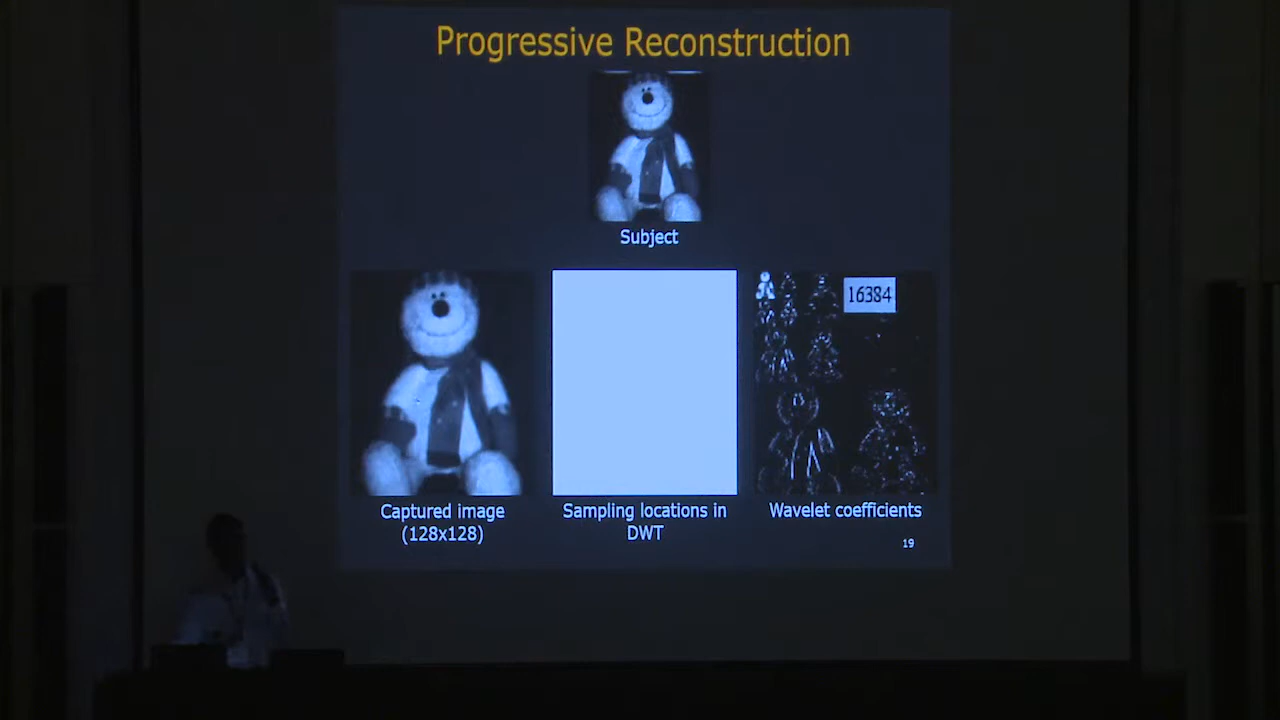 Progressive Reconstruction
Subject
16384
Captured image
(128x128)
Sampling locations in
DWT
Wavelet coefficients
19